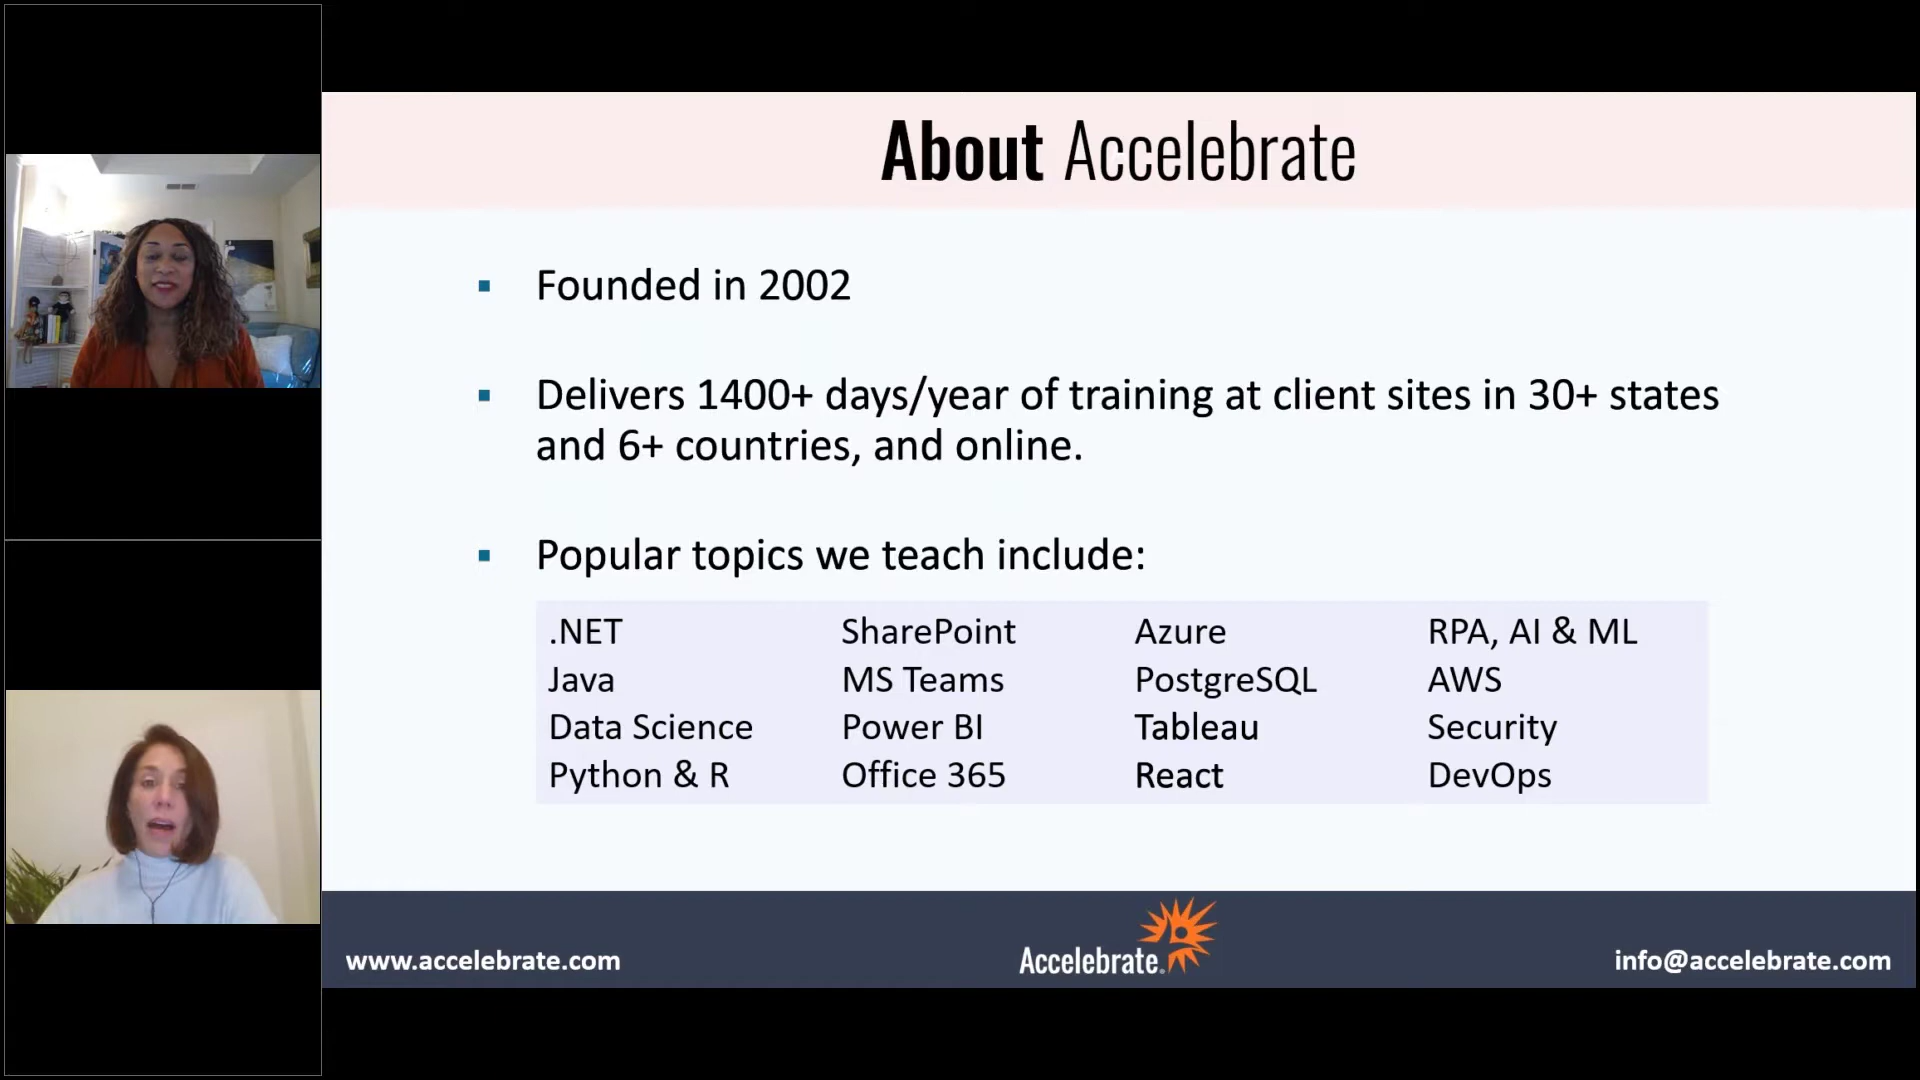 About Accelebrate
▪ Founded in 2002
▪ Delivers 1400+ days/year of training at client sites in 30+ states
and 6+ countries, and online.
▪ Popular topics we teach include:
.NET SharePoint Azure RPA, AI & ML
Java MS Teams PostgreSQL AWS
Data Science Power BI Tableau Security
Python & R Office 365 React DevOps
www.accelebrate.com Accelebrate. info@accelebrate.com